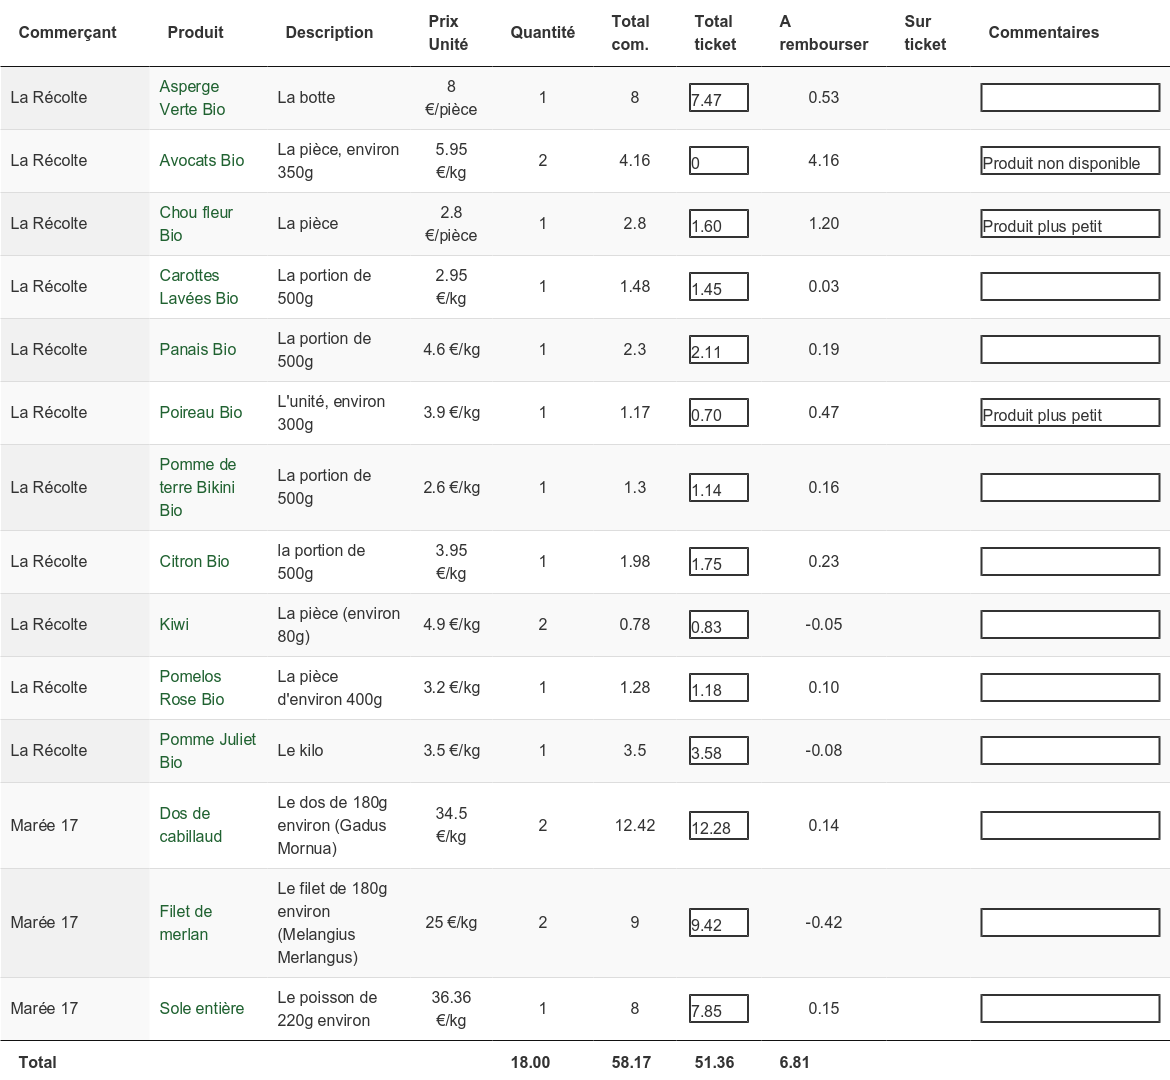 Commerçant Produit Description Prix Unité Quantité Total com. Total ticket A rembourser Sur ticket Commentaires
La Récolte Asperge Verte Bio La botte 8 €/pièce 1 8 7.47 0.53
La Récolte Avocats Bio La pièce, environ 350g 5.95 €/kg 2 4.16 0 4.16 Produit non disponible
La Récolte Chou fleur Bio La pièce 2.8 €/pièce 1 2.8 1.60 1.20 Produit plus petit
La Récolte Carottes Lavées Bio La portion de 500g 2.95 €/kg 1 1.48 1.45 0.03
La Récolte Panais Bio La portion de 500g 4.6 €/kg 1 2.3 2.11 0.19
La Récolte Poireau Bio L'unité, environ 300g 3.9 €/kg 1 1.17 0.70 0.47 Produit plus petit
La Récolte Pomme de terre Bikini Bio La portion de 500g 2.6 €/kg 1 1.3 1.14 0.16
La Récolte Citron Bio la portion de 500g 3.95 €/kg 1 1.98 1.75 0.23
La Récolte Kiwi La pièce (environ 80g) 4.9 €/kg 2 0.78 0.83 -0.05
La Récolte Pomelos Rose Bio La pièce d'environ 400g 3.2 €/kg 1 1.28 1.18 0.10
La Récolte Pomme Juliet Bio Le kilo 3.5 €/kg 1 3.5 3.58 -0.08
Marée 17 Dos de cabillaud Le dos de 180g environ (Gadus Mornua) 34.5 €/kg 2 12.42 12.28 0.14
Marée 17 Filet de merlan Le filet de 180g environ (Melangius Merlangus) 25 €/kg 2 9 9.42 -0.42
Marée 17 Sole entière Le poisson de 220g environ 36.36 €/kg 1 8 7.85 0.15
Total 18.00 58.17 51.36 6.81